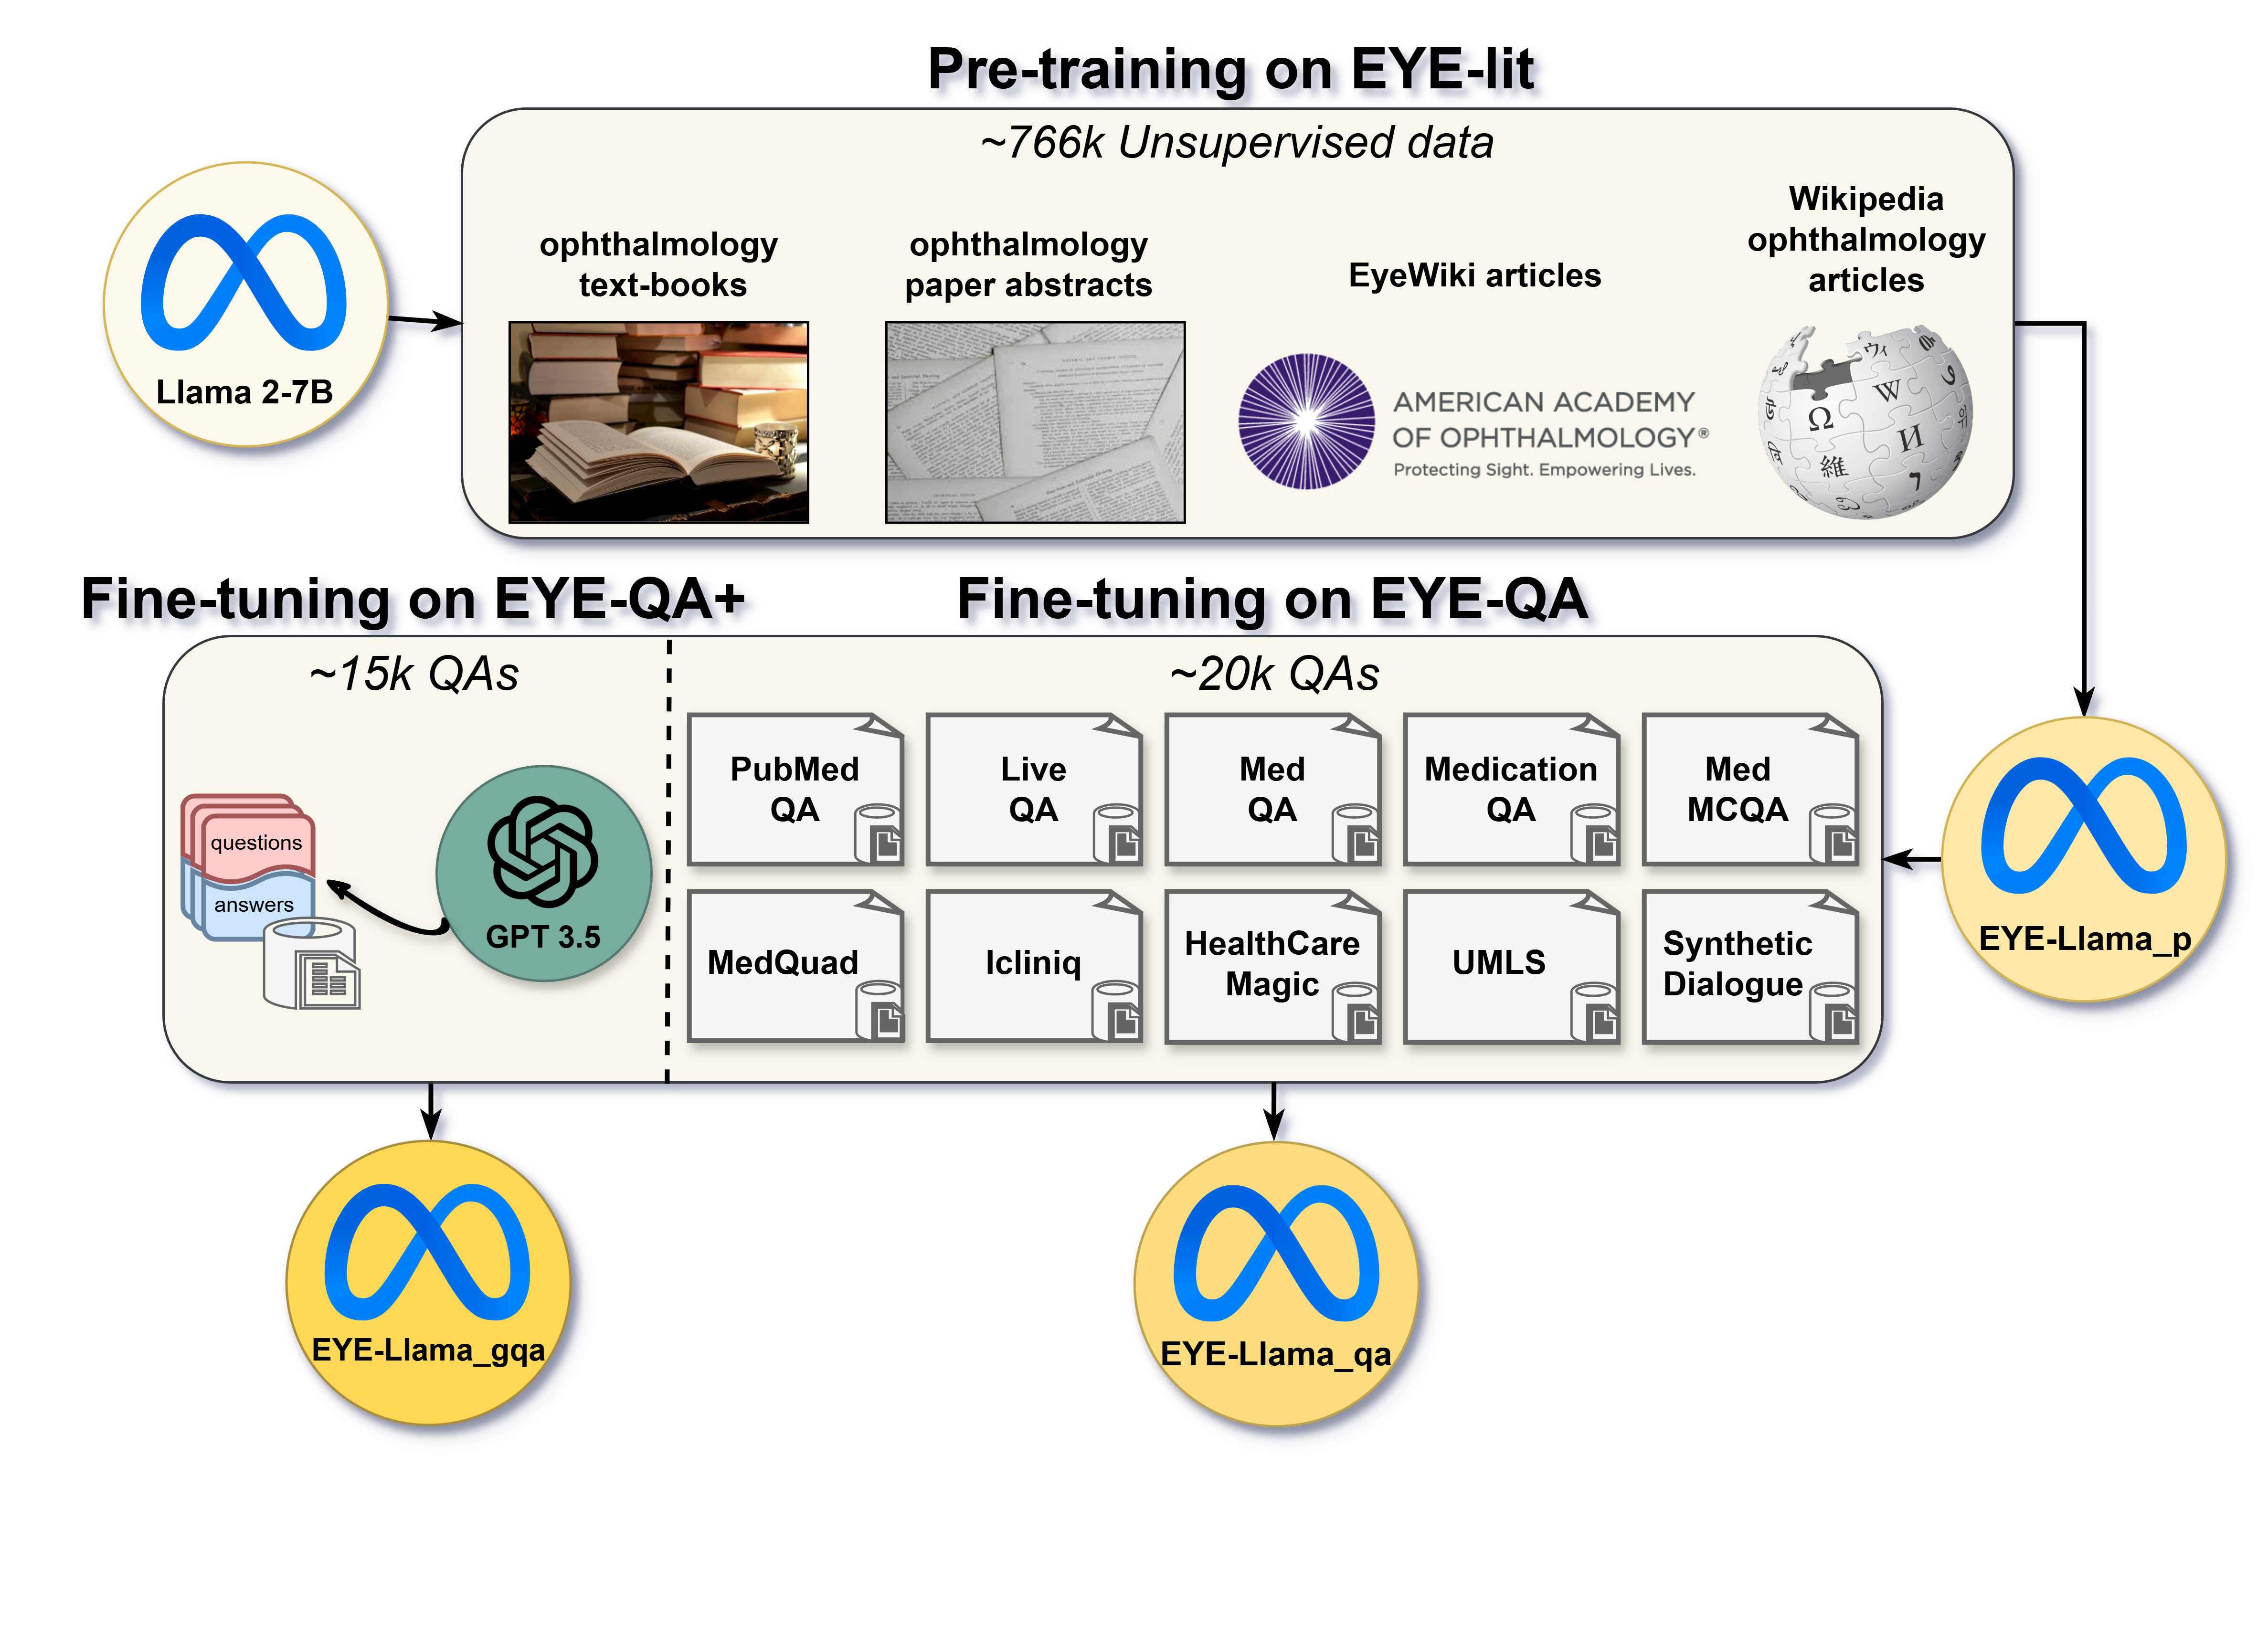 Pre-training on EYE-lit
~766k Unsupervised data
Llama 2-7B
ophthalmology
text-books
ophthalmology
paper abstracts
EyeWiki articles
Wikipedia
ophthalmology
articles
AMERICAN ACADEMY
OF OPHTHALMOLOGY®
Protecting Sight. Empowering Lives.
Ω
W
И
維
ウィ
Fine-tuning on EYE-QA+
Fine-tuning on EYE-QA
~15k QAs
questions
answers
GPT 3.5
~20k QAs
PubMed
QA
Live
QA
Med
QA
Medication
QA
Med
MCQA
MedQuad
Icliniq
HealthCare
Magic
UMLS
Synthetic
Dialogue
EYE-Llama_p
EYE-Llama_gqa
EYE-Llama_qa